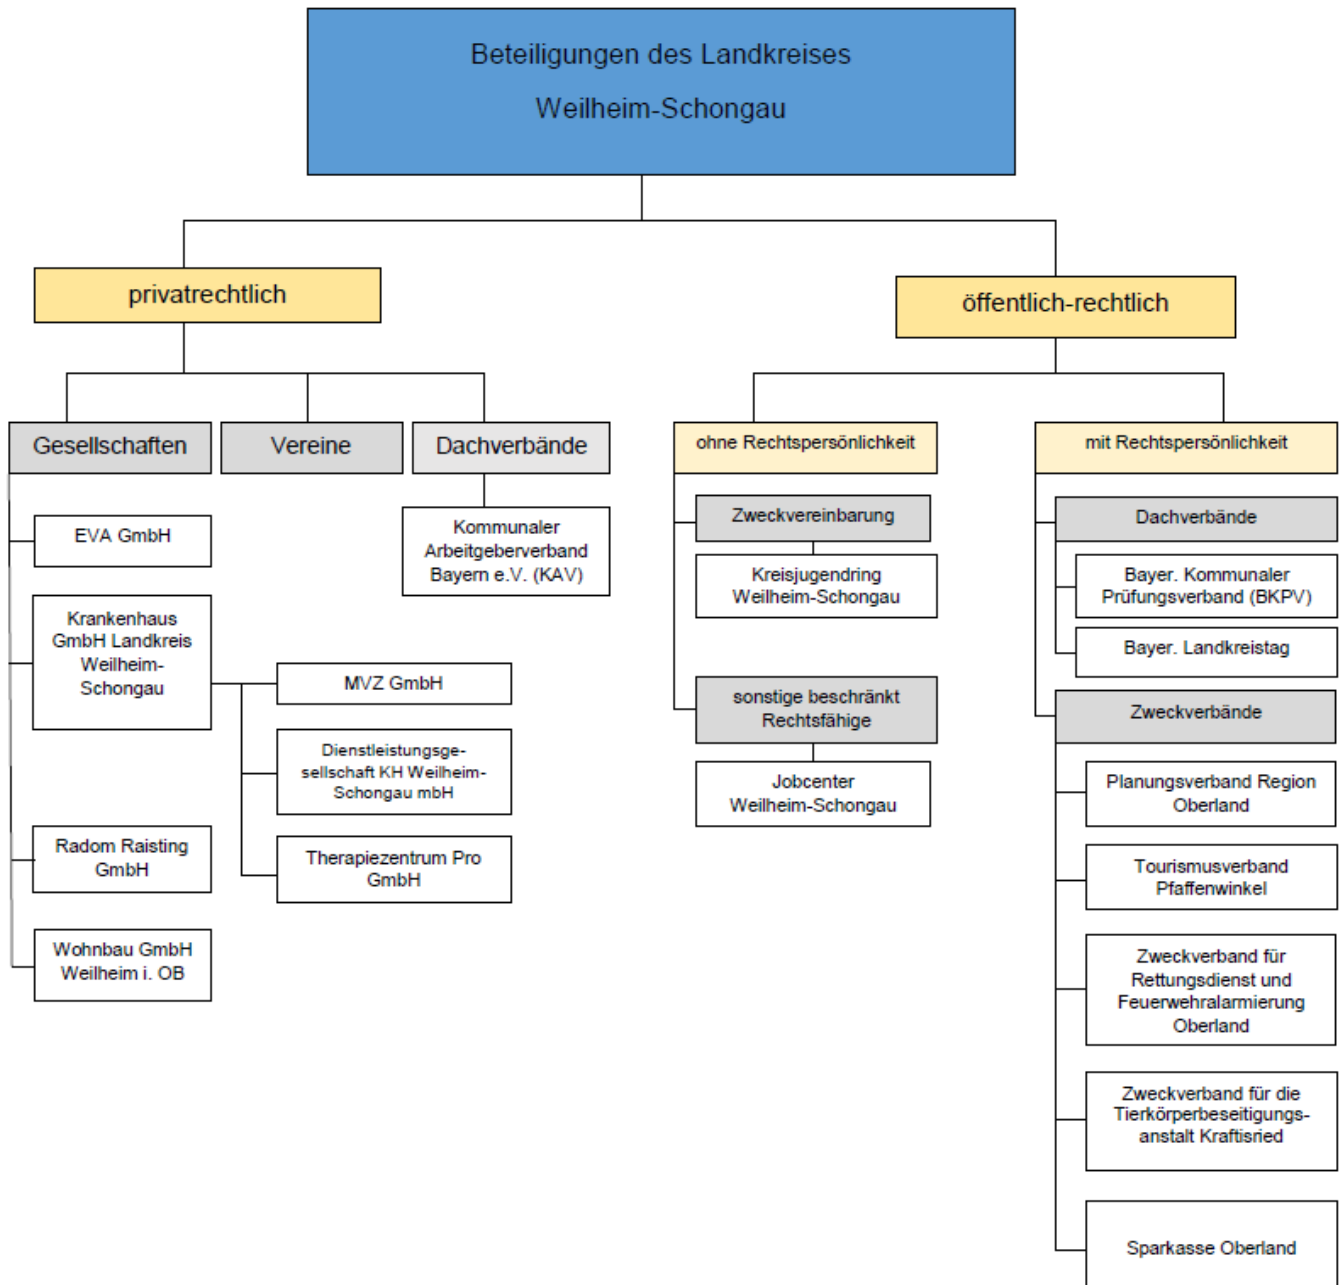 Beteiligungen des Landkreises
Weilheim-Schongau
privatrechtlich
öffentlich-rechtlich
Gesellschaften
Vereine
Dachverbände
ohne Rechtspersönlichkeit
mit Rechtspersönlichkeit
EVA GmbH
Krankenhaus
GmbH Landkreis
Weilheim-
Schongau
Radom Raisting
GmbH
Wohnbau GmbH
Weilheim i. OB
MVZ GmbH
Dienstleistungsge-
sellschaft KH Weilheim-
Schongau mbH
Therapiezentrum Pro
GmbH
Kommunaler
Arbeitgeberverband
Bayern e.V. (KAV)
Zweckvereinbarung
Kreisjugendring
Weilheim-Schongau
sonstige beschränkt
Rechtsfähige
Jobcenter
Weilheim-Schongau
Dachverbände
Bayer. Kommunaler
Prüfungsverband (BKPV)
Bayer. Landkreistag
Zweckverbände
Planungsverband Region
Oberland
Tourismusverband
Pfaffenwinkel
Zweckverband für
Rettungsdienst und
Feuerwehralarmierung
Oberland
Zweckverband für die
Tierkörperbeseitigungs-
anstalt Kraftisried
Sparkasse Oberland